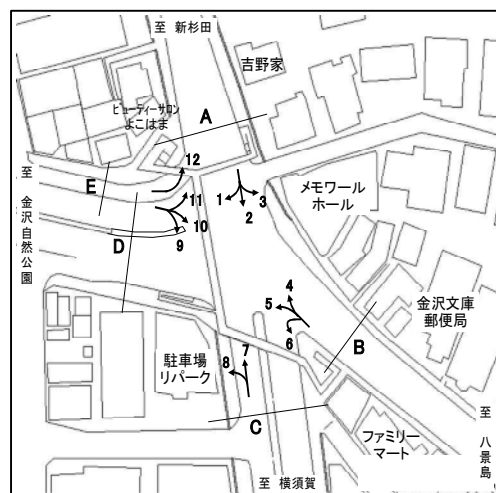 至 新杉田
吉野家
ビューティーサロン
よこはま
A
12
至
金沢自然公園
E
11
1
2
3
メモワール
ホール
10
D
9
4
5
金沢文庫
郵便局
6
B
駐車場
リパーク
7
8
至
八景島
C
ファミリー
マート
至 横須賀